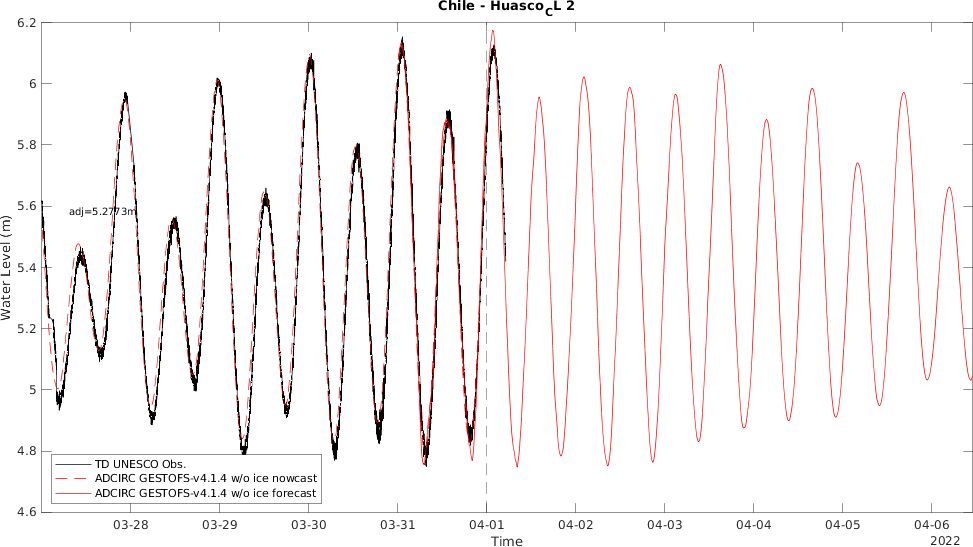 Chile - Huasco_CL 2
6.2
6
5.8
5.6
5.4
5.2
5
4.8
4.6
Water Level (m)
adj=5.2773m
TD UNESCO Obs.
ADCIRC GESTOFS-v4.1.4 w/o ice nowcast
ADCIRC GESTOFS-v4.1.4 w/o ice forecast
03-28 03-29 03-30 03-31 04-01 04-02 04-03 04-04 04-05 04-06
Time 2022